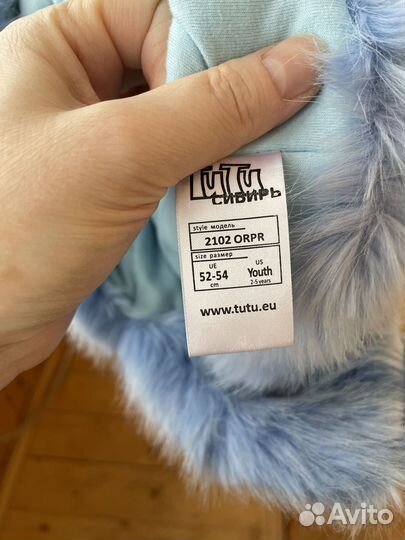 TuTu
СИБИРЬ
style модель
2102 ORPR
size размер
UE US
52-54 Youth
cm 2-5 years
www.tutu.eu
Avito